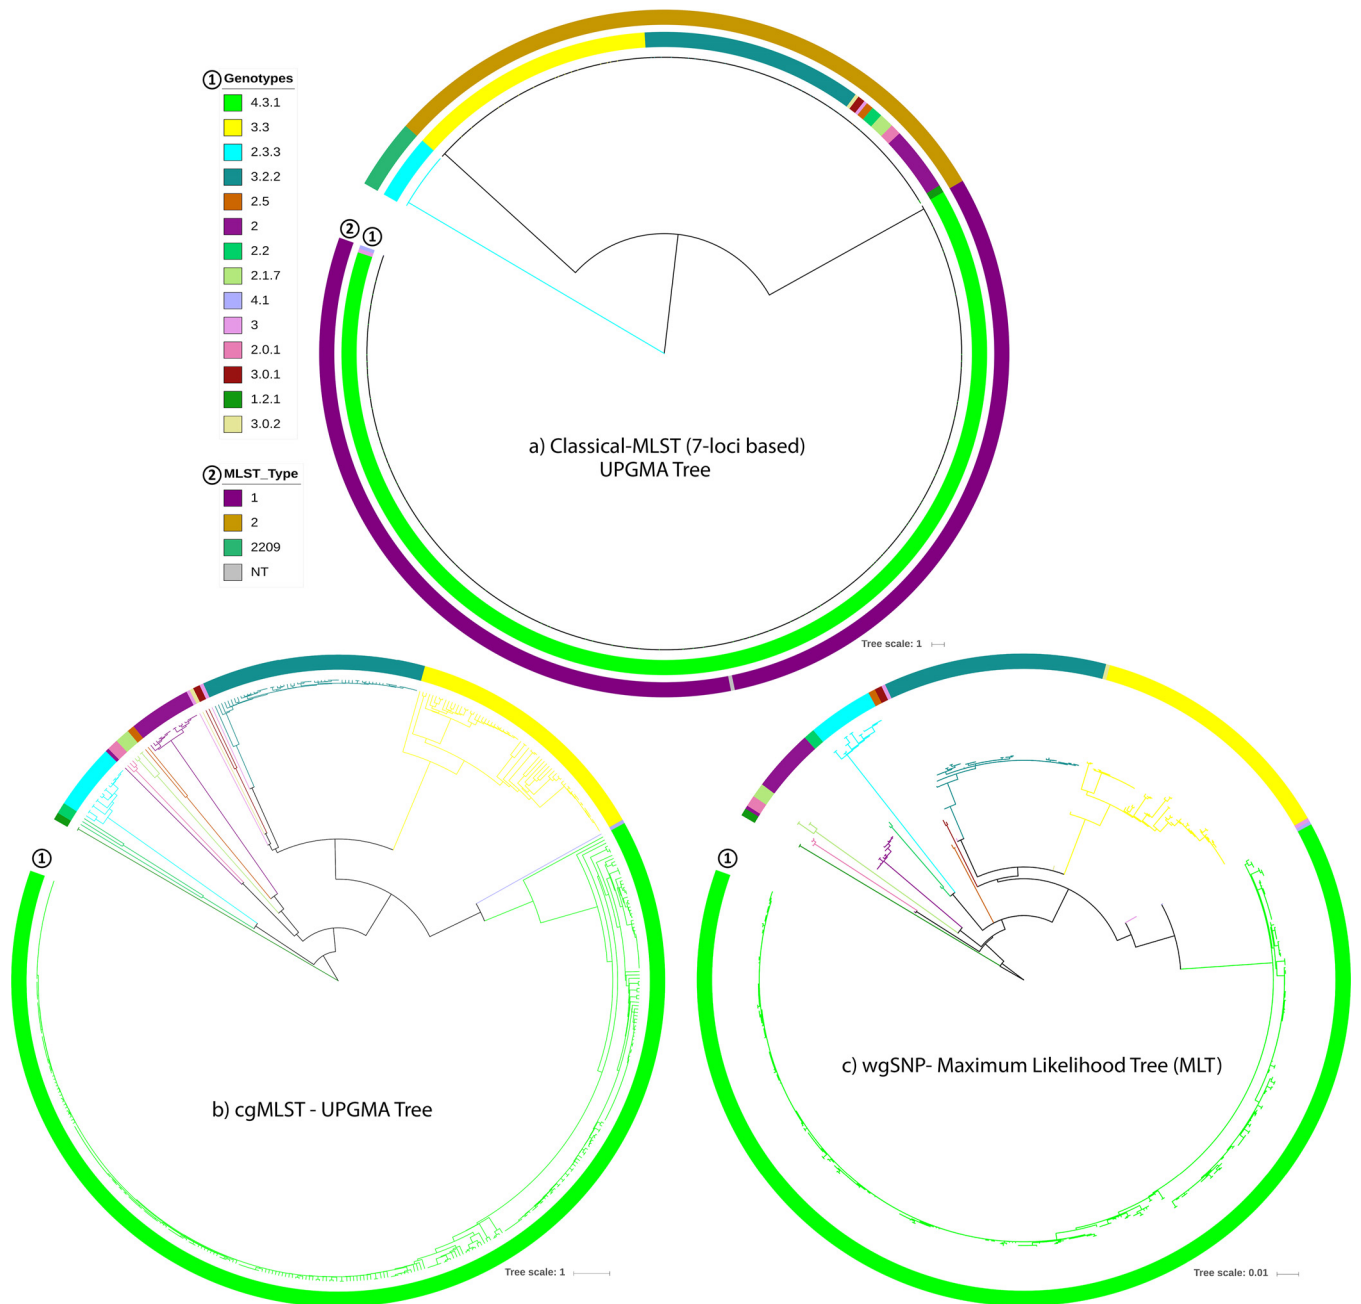 ① Genotypes
4.3.1
3.3
2.3.3
3.2.2
2.5
2
2.2
2.1.7
4.1
3
2.0.1
3.0.1
1.2.1
3.0.2
② MLST_Type
1
2
2209
NT
②
①
a) Classical-MLST (7-loci based)
UPGMA Tree
Tree scale: 1
①
b) cgMLST - UPGMA Tree
Tree scale: 1
①
c) wgSNP- Maximum Likelihood Tree (MLT)
Tree scale: 0.01